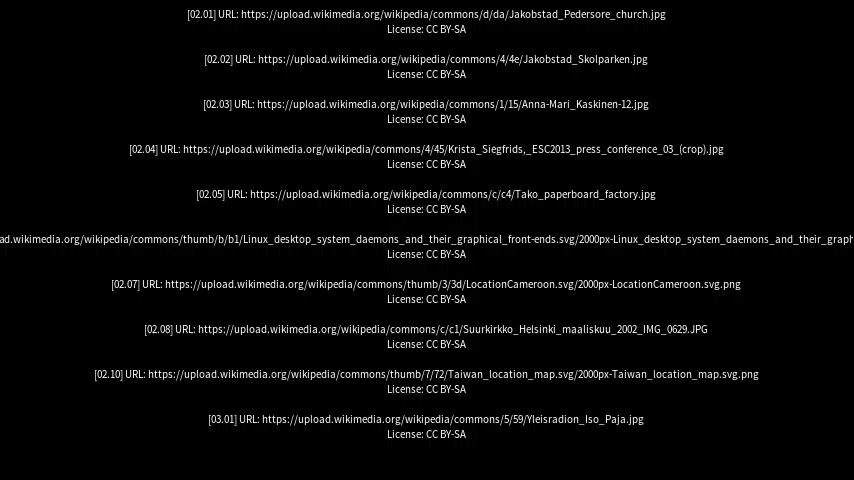 [02.01] URL: https://upload.wikimedia.org/wikipedia/commons/d/da/Jakobstad_Pedersore_church.jpg
License: CC BY-SA
[02.02] URL: https://upload.wikimedia.org/wikipedia/commons/4/4e/Jakobstad_Skolparken.jpg
License: CC BY-SA
[02.03] URL: https://upload.wikimedia.org/wikipedia/commons/1/15/Anna-Mari_Kaskinen-12.jpg
License: CC BY-SA
[02.04] URL: https://upload.wikimedia.org/wikipedia/commons/4/45/Krista_Siegfrids,_ESC2013_press_conference_03_(crop).jpg
License: CC BY-SA
[02.05] URL: https://upload.wikimedia.org/wikipedia/commons/c/c4/Tako_paperboard_factory.jpg
License: CC BY-SA
ad.wikimedia.org/wikipedia/commons/thumb/b/b1/Linux_desktop_system_daemons_and_their_graphical_front-ends.svg/2000px-Linux_desktop_system_daemons_and_their_graph
License: CC BY-SA
[02.07] URL: https://upload.wikimedia.org/wikipedia/commons/thumb/3/3d/LocationCameroon.svg/2000px-LocationCameroon.svg.png
License: CC BY-SA
[02.08] URL: https://upload.wikimedia.org/wikipedia/commons/c/c1/Suurkirkko_Helsinki_maaliskuu_2002_IMG_0629.JPG
License: CC BY-SA
[02.10] URL: https://upload.wikimedia.org/wikipedia/commons/thumb/7/72/Taiwan_location_map.svg/2000px-Taiwan_location_map.svg.png
License: CC BY-SA
[03.01] URL: https://upload.wikimedia.org/wikipedia/commons/5/59/Yleisradion_Iso_Paja.jpg
License: CC BY-SA